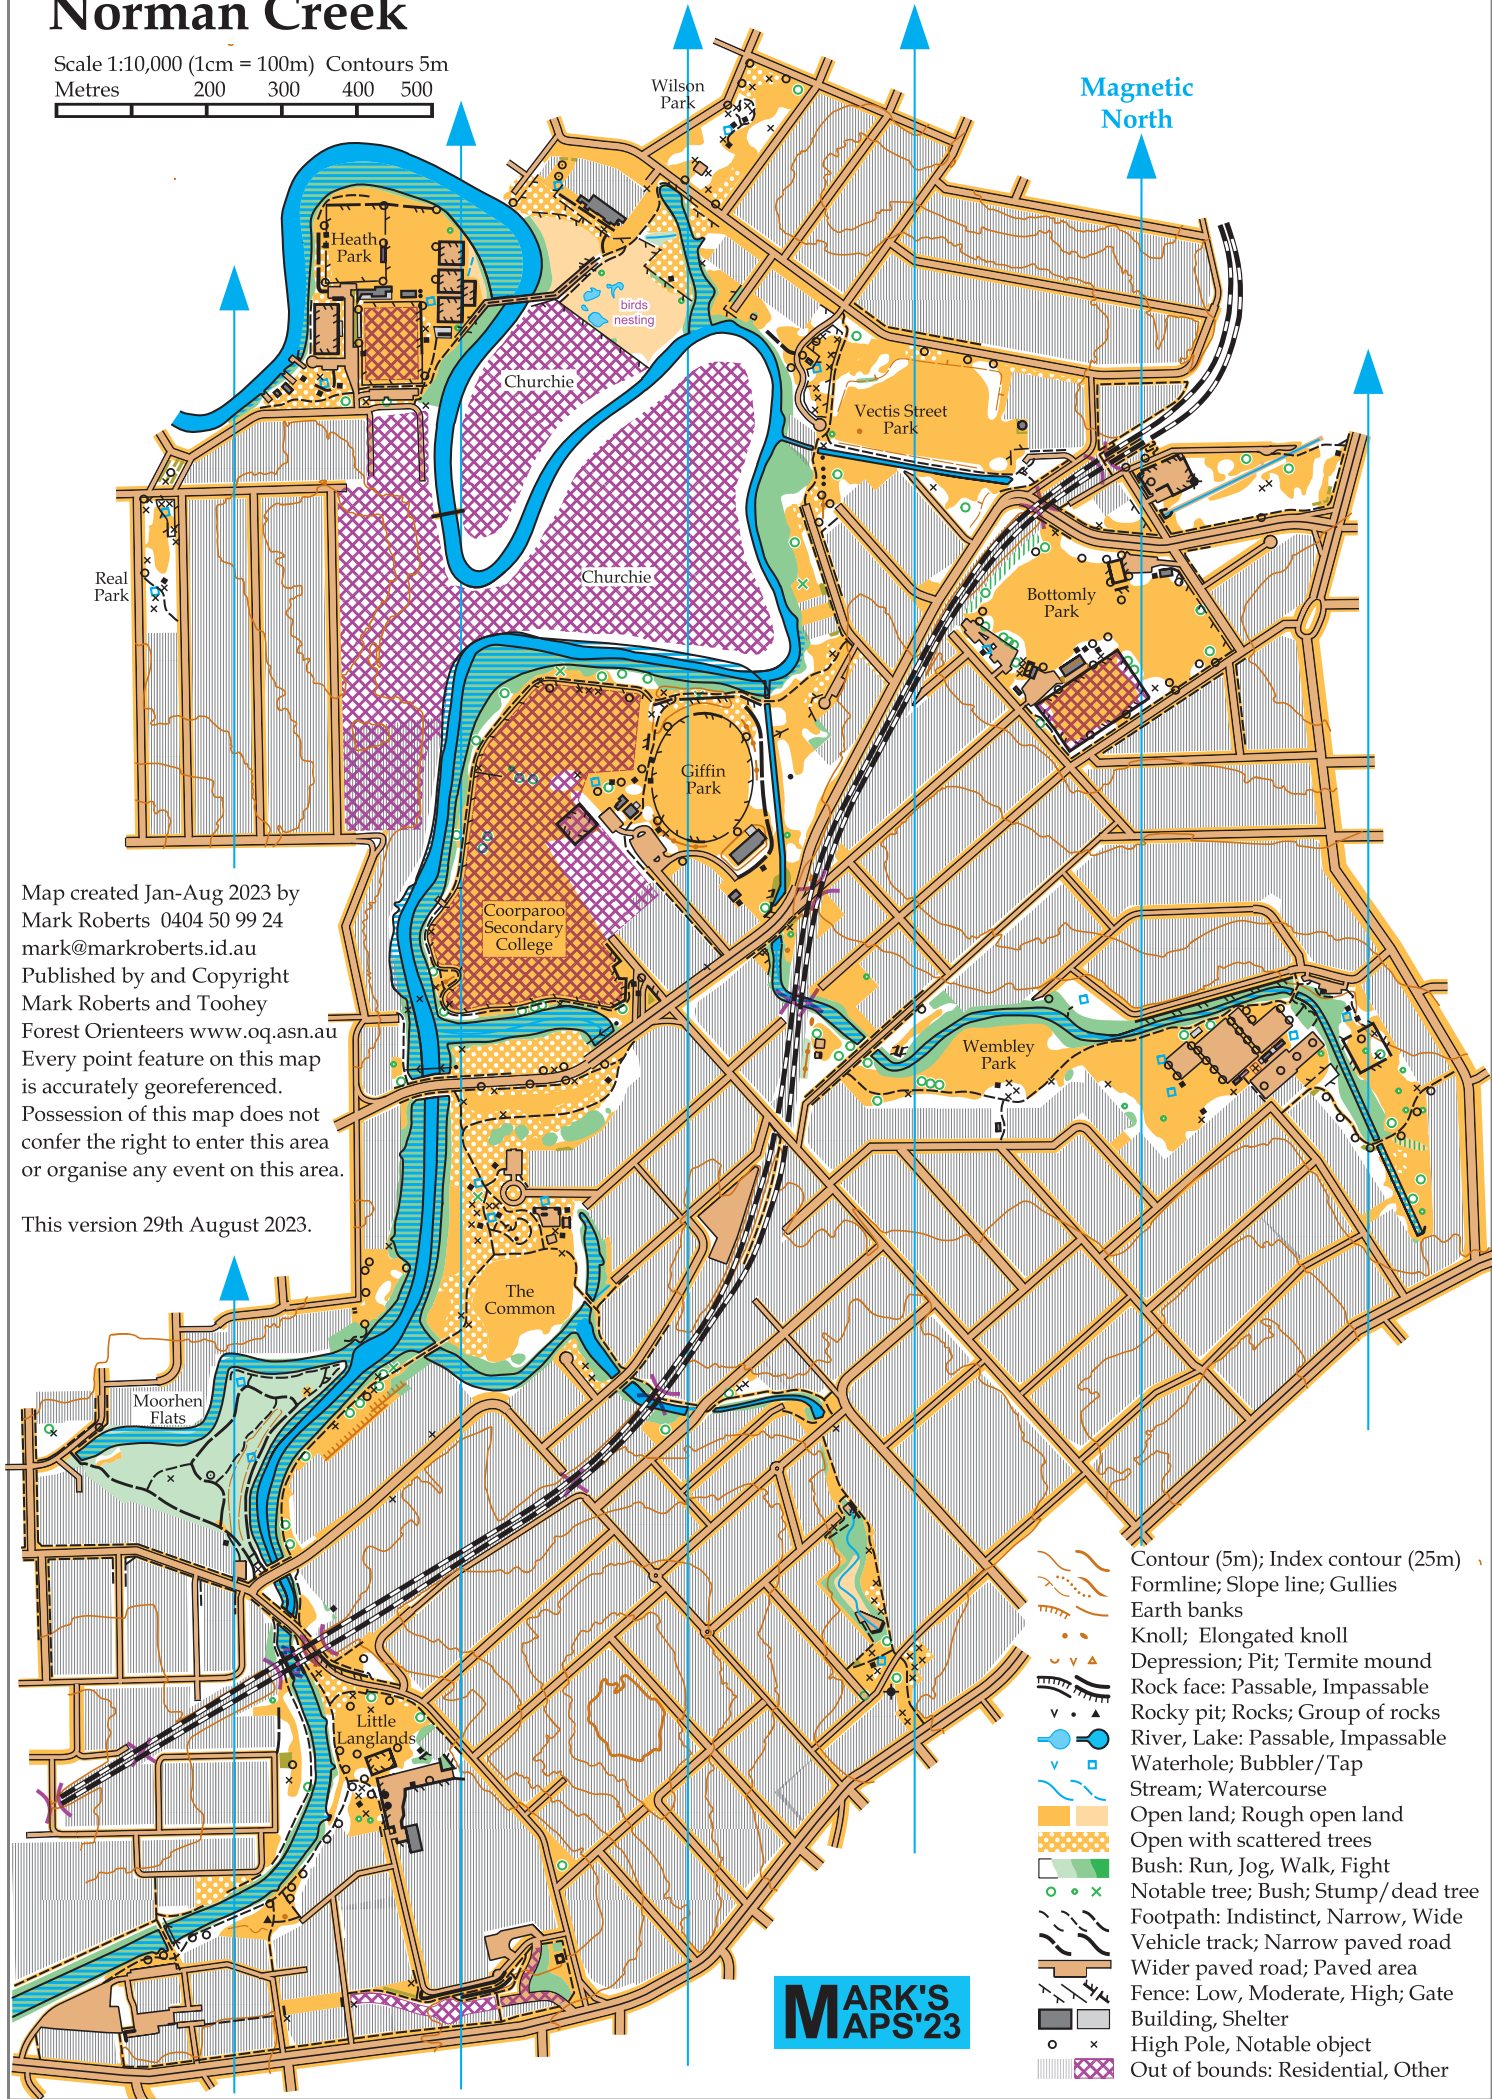 Norman Creek
Scale 1:10,000 (1cm = 100m)  Contours 5m
Metres 200 300 400 500
Wilson
Park
Magnetic
North
Heath
Park
birds
nesting
Churchie
Vectis Street
Park
Real
Park
Churchie
Bottomly
Park
Giffin
Park
Map created Jan-Aug 2023 by
Mark Roberts  0404 50 99 24
mark@markroberts.id.au
Published by and Copyright
Mark Roberts and Toohey
Forest Orienteers www.oq.asn.au
Every point feature on this map
is accurately georeferenced.
Possession of this map does not
confer the right to enter this area
or organise any event on this area.
This version 29th August 2023.
Coorparoo
Secondary
College
Wembley
Park
The
Common
Moorhen
Flats
Little
Langlands
Contour (5m); Index contour (25m)
Formline; Slope line; Gullies
Earth banks
Knoll;  Elongated knoll
Depression; Pit; Termite mound
Rock face: Passable, Impassable
Rocky pit; Rocks; Group of rocks
River, Lake: Passable, Impassable
Waterhole; Bubbler/Tap
Stream; Watercourse
Open land; Rough open land
Open with scattered trees
Bush: Run, Jog, Walk, Fight
Notable tree; Bush; Stump/dead tree
Footpath: Indistinct, Narrow, Wide
Vehicle track; Narrow paved road
Wider paved road; Paved area
Fence: Low, Moderate, High; Gate
Building, Shelter
High Pole, Notable object
Out of bounds: Residential, Other
MARK'S
MAPS'23